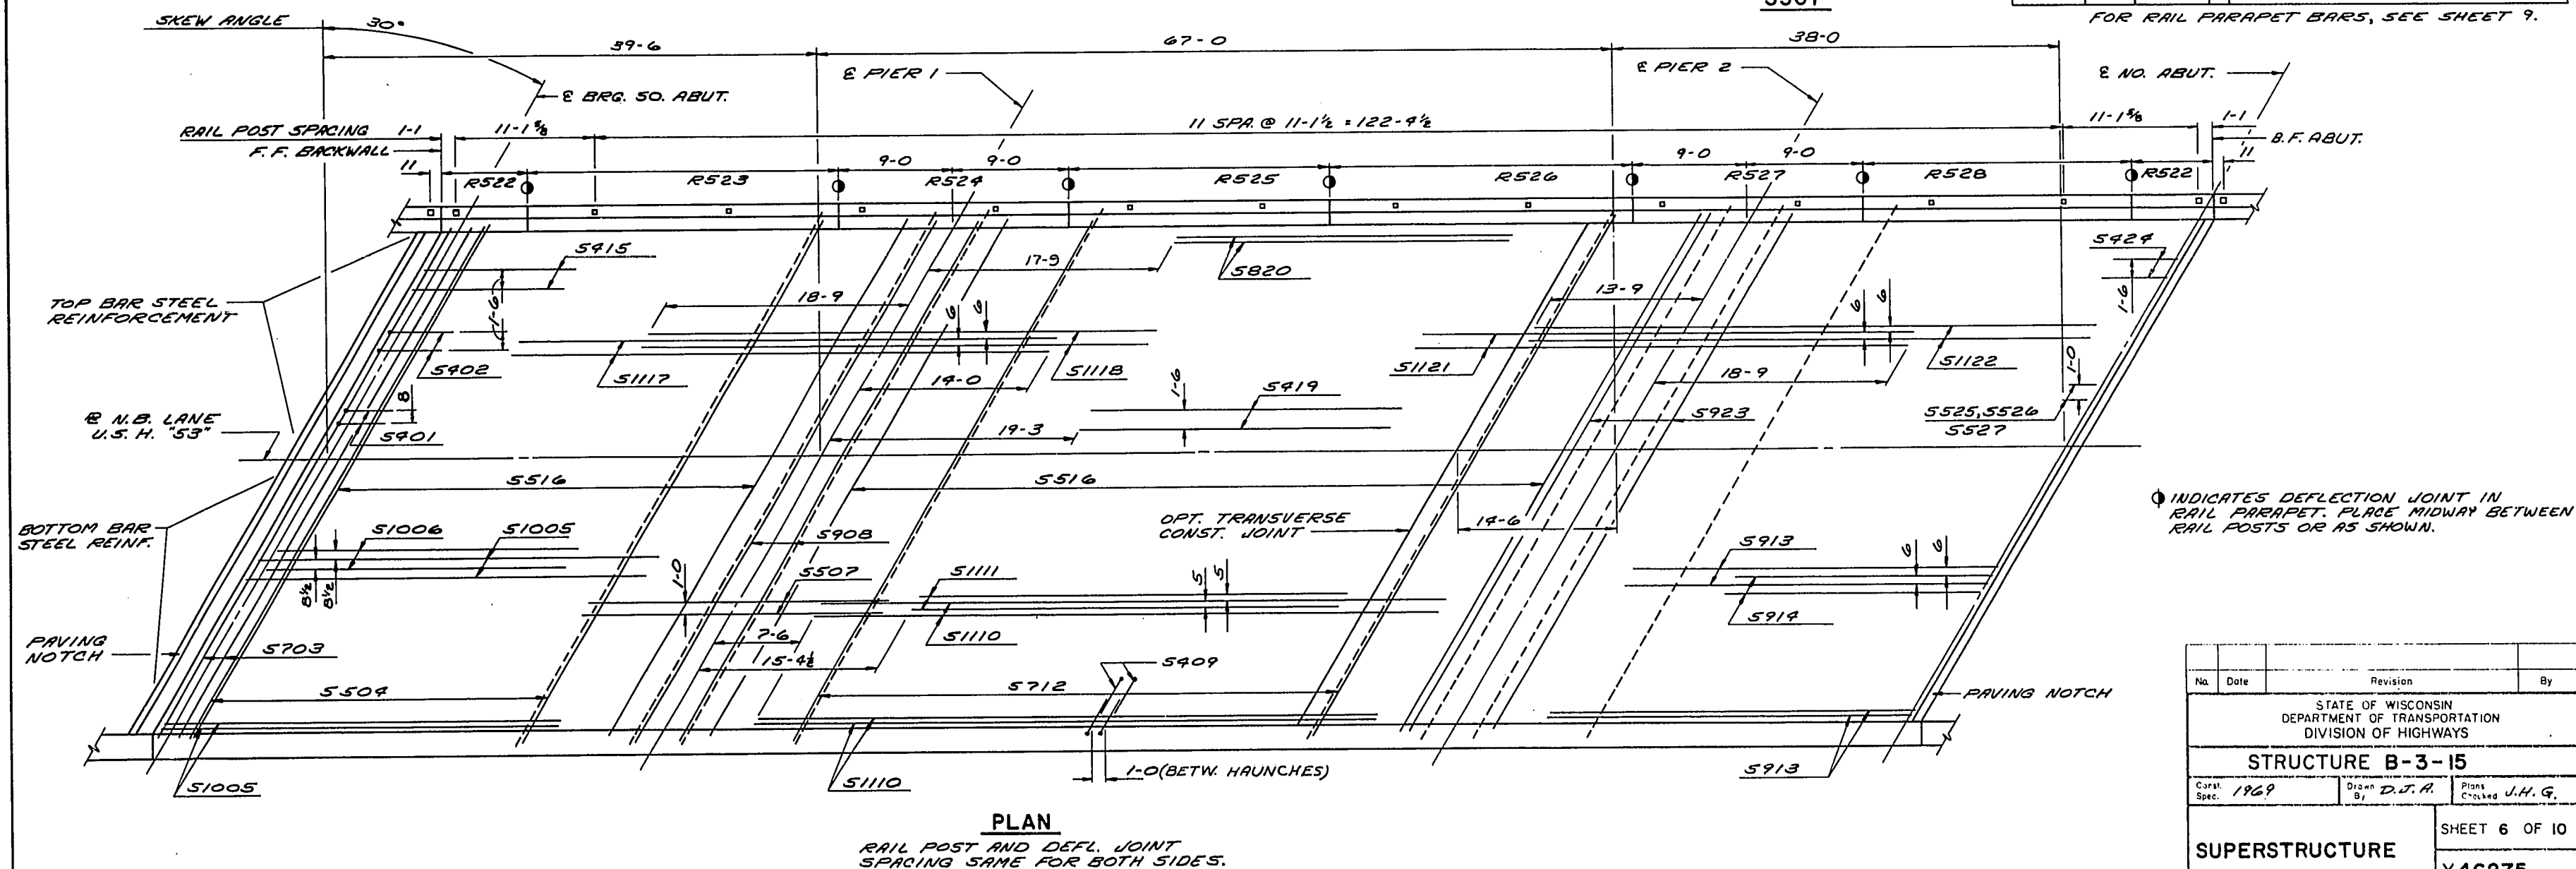 FOR RAIL PARAPET BARS, SEE SHEET 9.
SKEW ANGLE
30°
39-6
67-0
38-0
BRG. SO. ABUT.
PIER 1
PIER 2
NO. ABUT.
RAIL POST SPACING
1-1
11-1⅝
11 SPA. @ 11-1½ = 122-4½
11-1⅝
1-1
F. F. BACKWALL
B.F. ABUT.
11
R522
R523
9-0
9-0
R524
R525
R526
9-0
9-0
R527
R528
R522
11
S415
17-9
S820
S424
1-6
TOP BAR STEEL
REINFORCEMENT
1-6
18-9
6
6
13-9
6
6
S402
S1117
14-0
S1118
S1121
S1122
1-0
8
1-6
S419
18-9
N.B. LANE
U.S.H. "53"
S401
19-3
S923
S525, S526
S527
S516
S516
INDICATES DEFLECTION JOINT IN
RAIL PARAPET. PLACE MIDWAY BETWEEN
RAIL POSTS OR AS SHOWN.
BOTTOM BAR
STEEL REINF.
S1006
S1005
S908
OPT. TRANSVERSE
CONST. JOINT
14-6
S913
6
6
8½
8½
1-0
S507
S1111
5
5
S914
PAVING
NOTCH
S703
7-6
S1110
15-4½
S409
S504
S712
PAVING NOTCH
S1005
S1110
1-0 (BETW. HAUNCHES)
S913
PLAN
RAIL POST AND DEFL. JOINT
SPACING SAME FOR BOTH SIDES.
No. Date Revision By
STATE OF WISCONSIN
DEPARTMENT OF TRANSPORTATION
DIVISION OF HIGHWAYS
STRUCTURE B-3-15
Const. Spec. 1969 Drawn By D.J.A. Plans Checked J.H.G.
SUPERSTRUCTURE
SHEET 6 OF 10